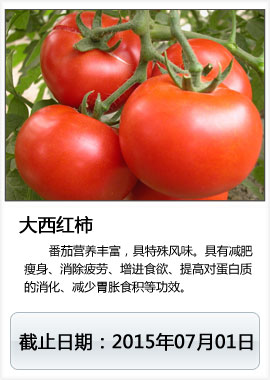 大西红柿
番茄营养丰富，具特殊风味。具有减肥
瘦身、消除疲劳、增进食欲、提高对蛋白质
的消化、减少胃胀食积等功效。
截止日期：2015年07月01日